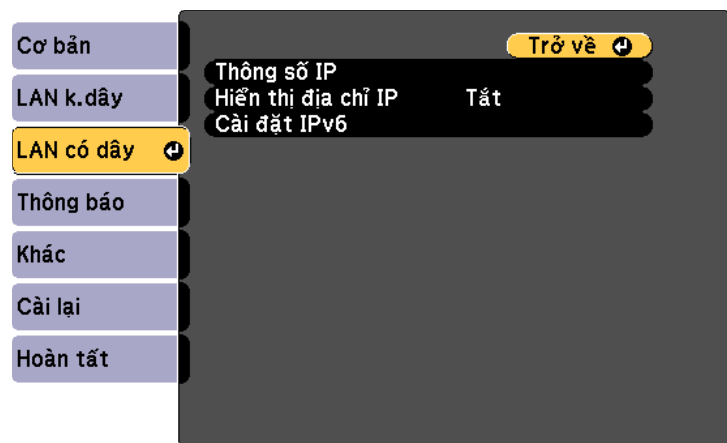 Cơ bản
LAN k.dây
LAN có dây
Thông báo
Khác
Cài lại
Hoàn tất
Trở về
Thông số IP
Hiển thị địa chỉ IP Tắt
Cài đặt IPv6